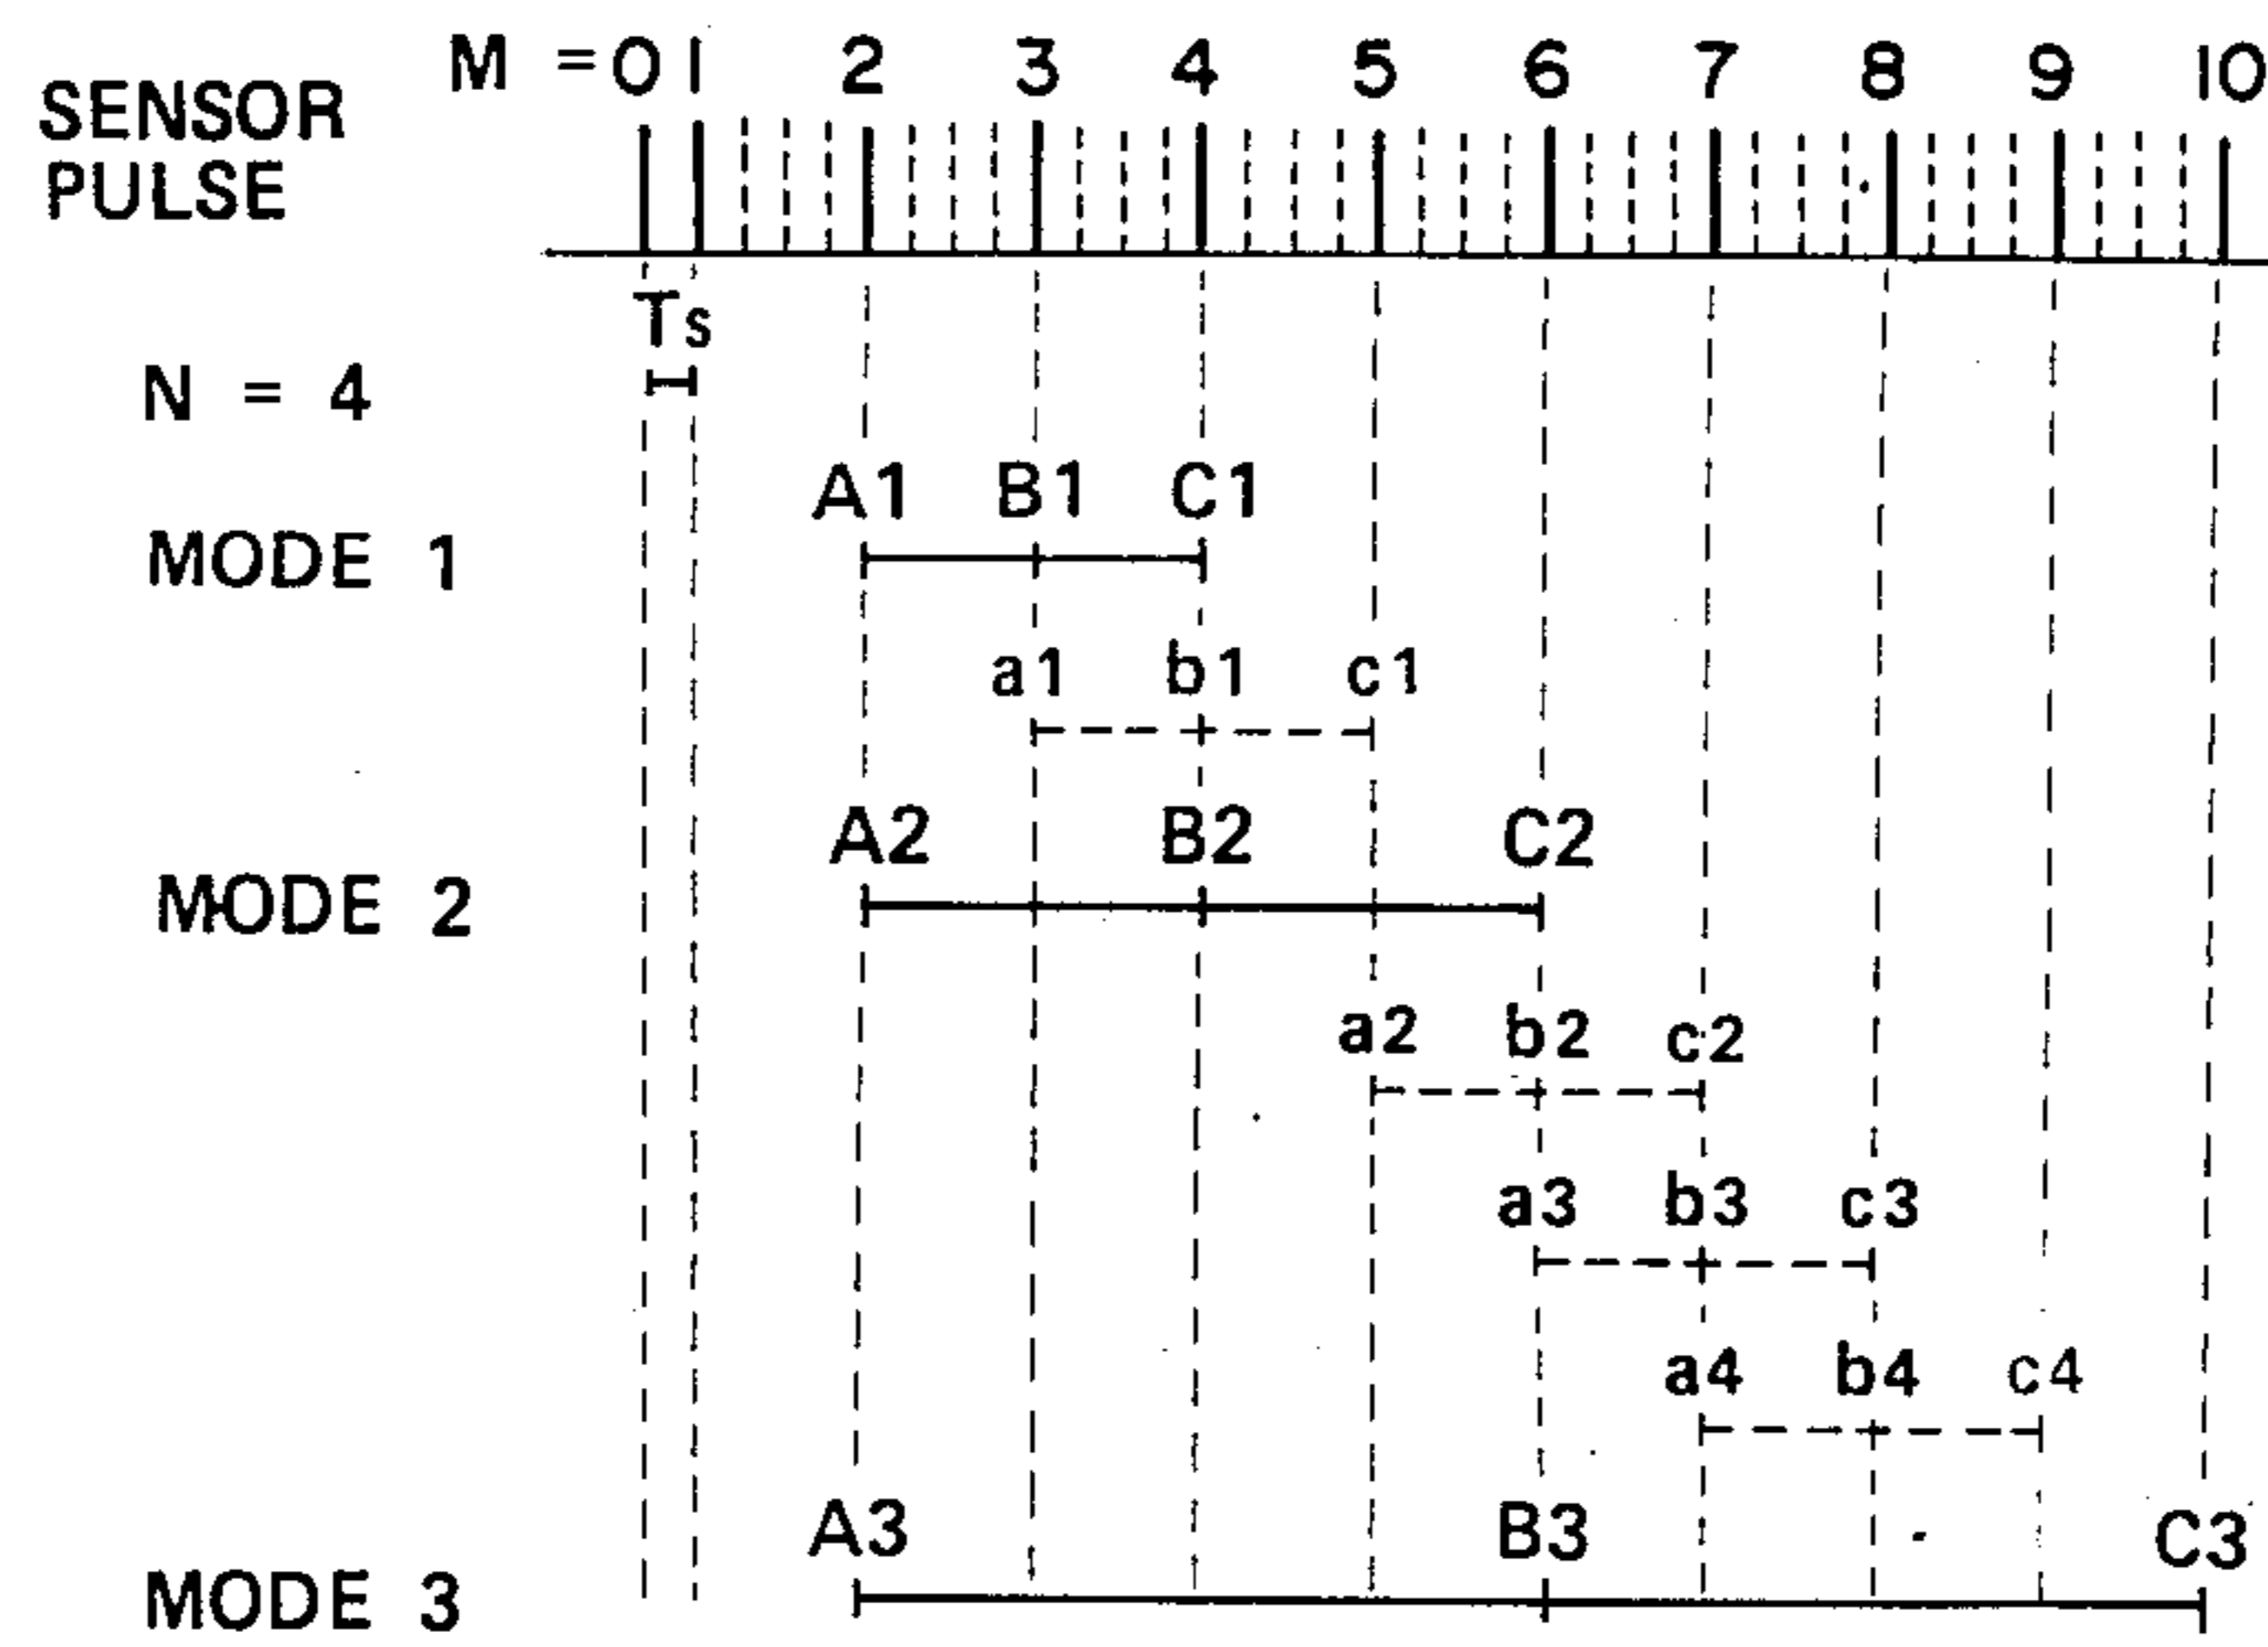 M = 0 1 2 3 4 5 6 7 8 9 10
SENSOR
PULSE
Ts
N = 4
A1 B1 C1
MODE 1
a1 b1 c1
A2 B2 C2
MODE 2
a2 b2 c2
a3 b3 c3
a4 b4 c4
A3 B3 C3
MODE 3